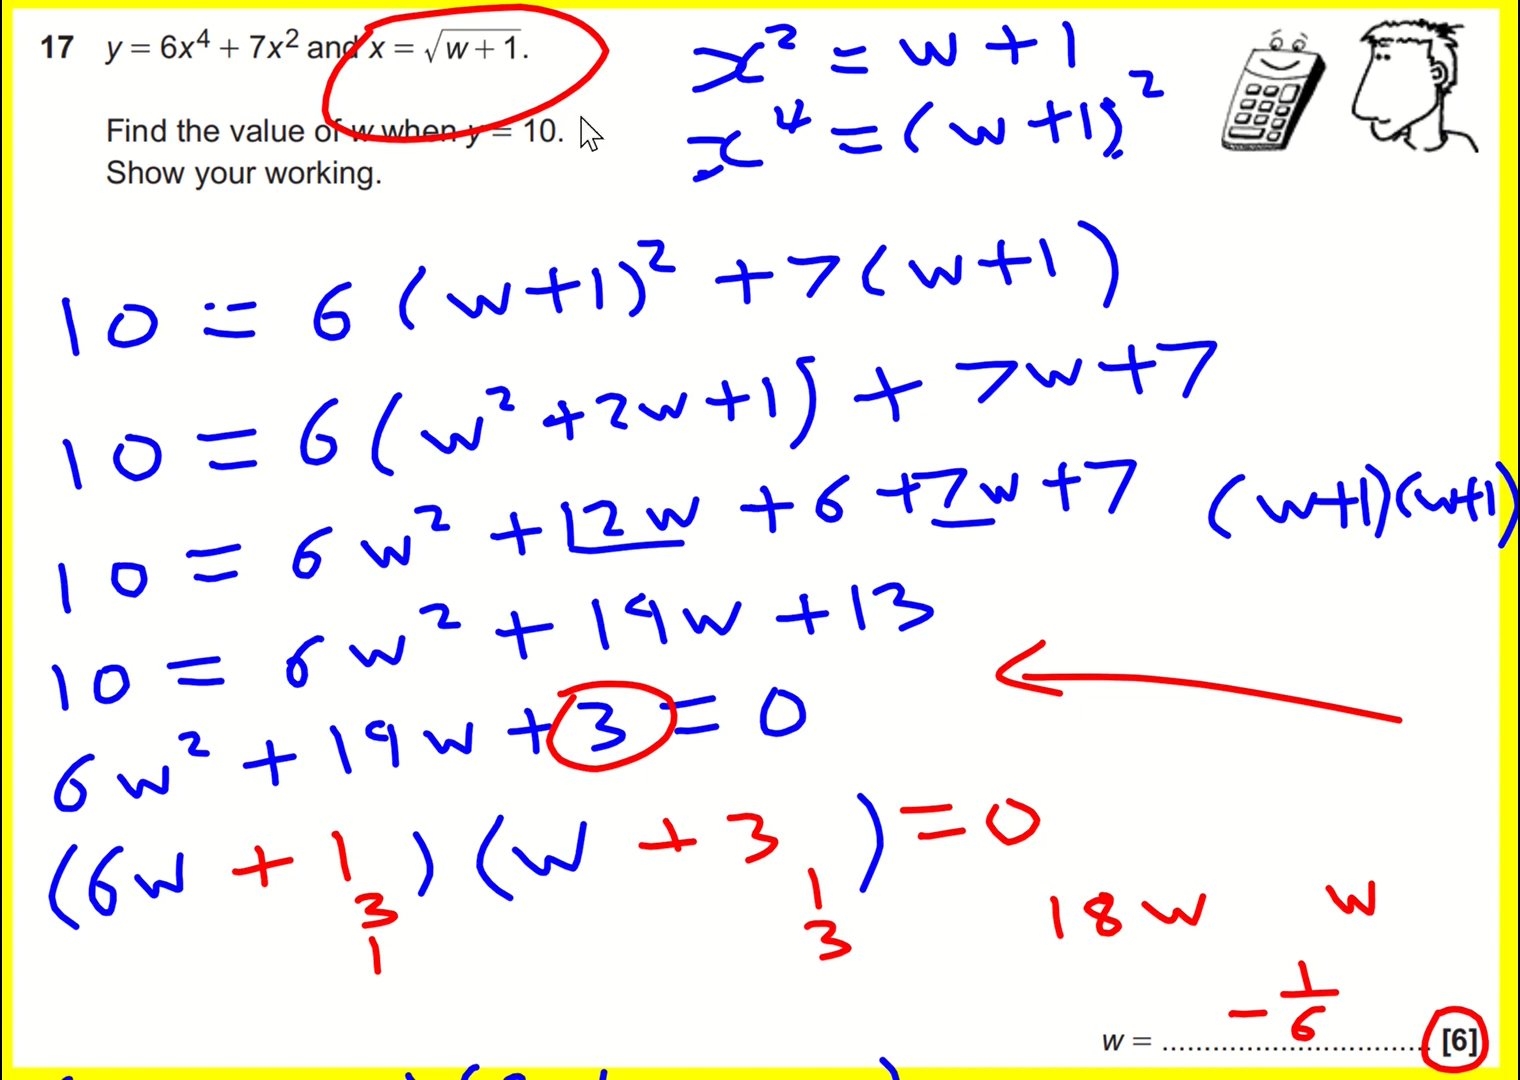 17 y = 6x⁴ + 7x² and x = √(w + 1).
x² = w + 1
x⁴ = (w + 1)²
Find the value of w when y = 10.
Show your working.
10 = 6(w+1)² + 7(w+1)
10 = 6(w² + 2w + 1) + 7w + 7
10 = 6w² + 12w + 6 + 7w + 7
(w+1)(w+1)
10 = 6w² + 19w + 13
6w² + 19w + 3 = 0
(6w + 1)(w + 3) = 0
3 1
1 3
18w w
- 1/6
w = ................................ [6]